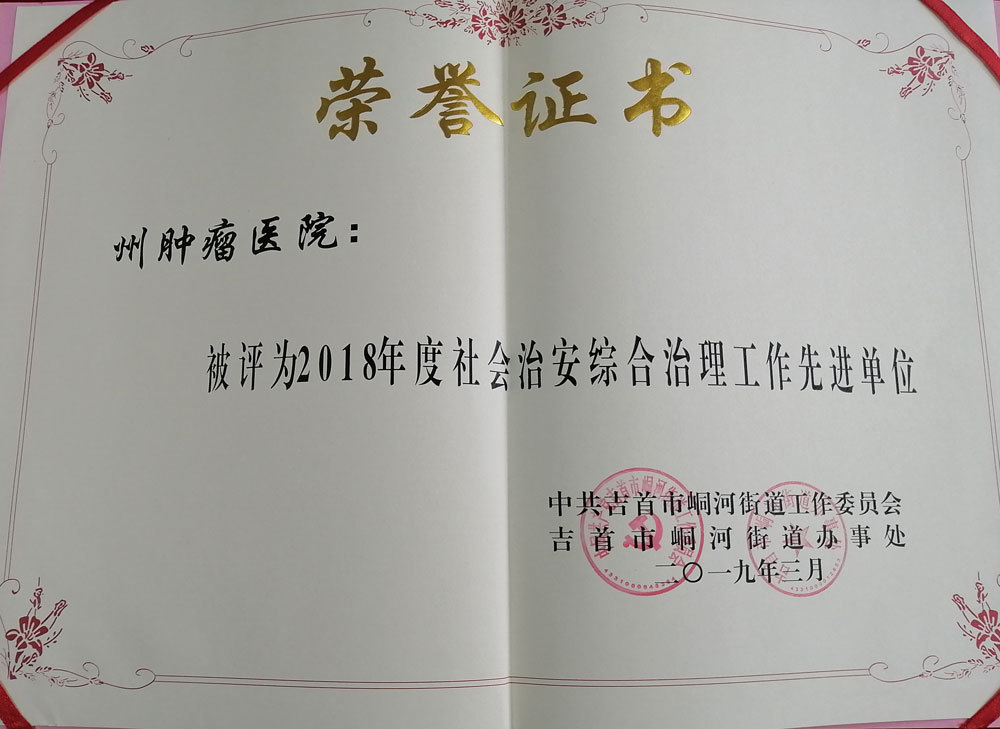 荣誉证书
州肿瘤医院：
被评为2018年度社会治安综合治理工作先进单位
中共吉首市峒河街道工作委员会
吉首市峒河街道办事处
二〇一九年三月